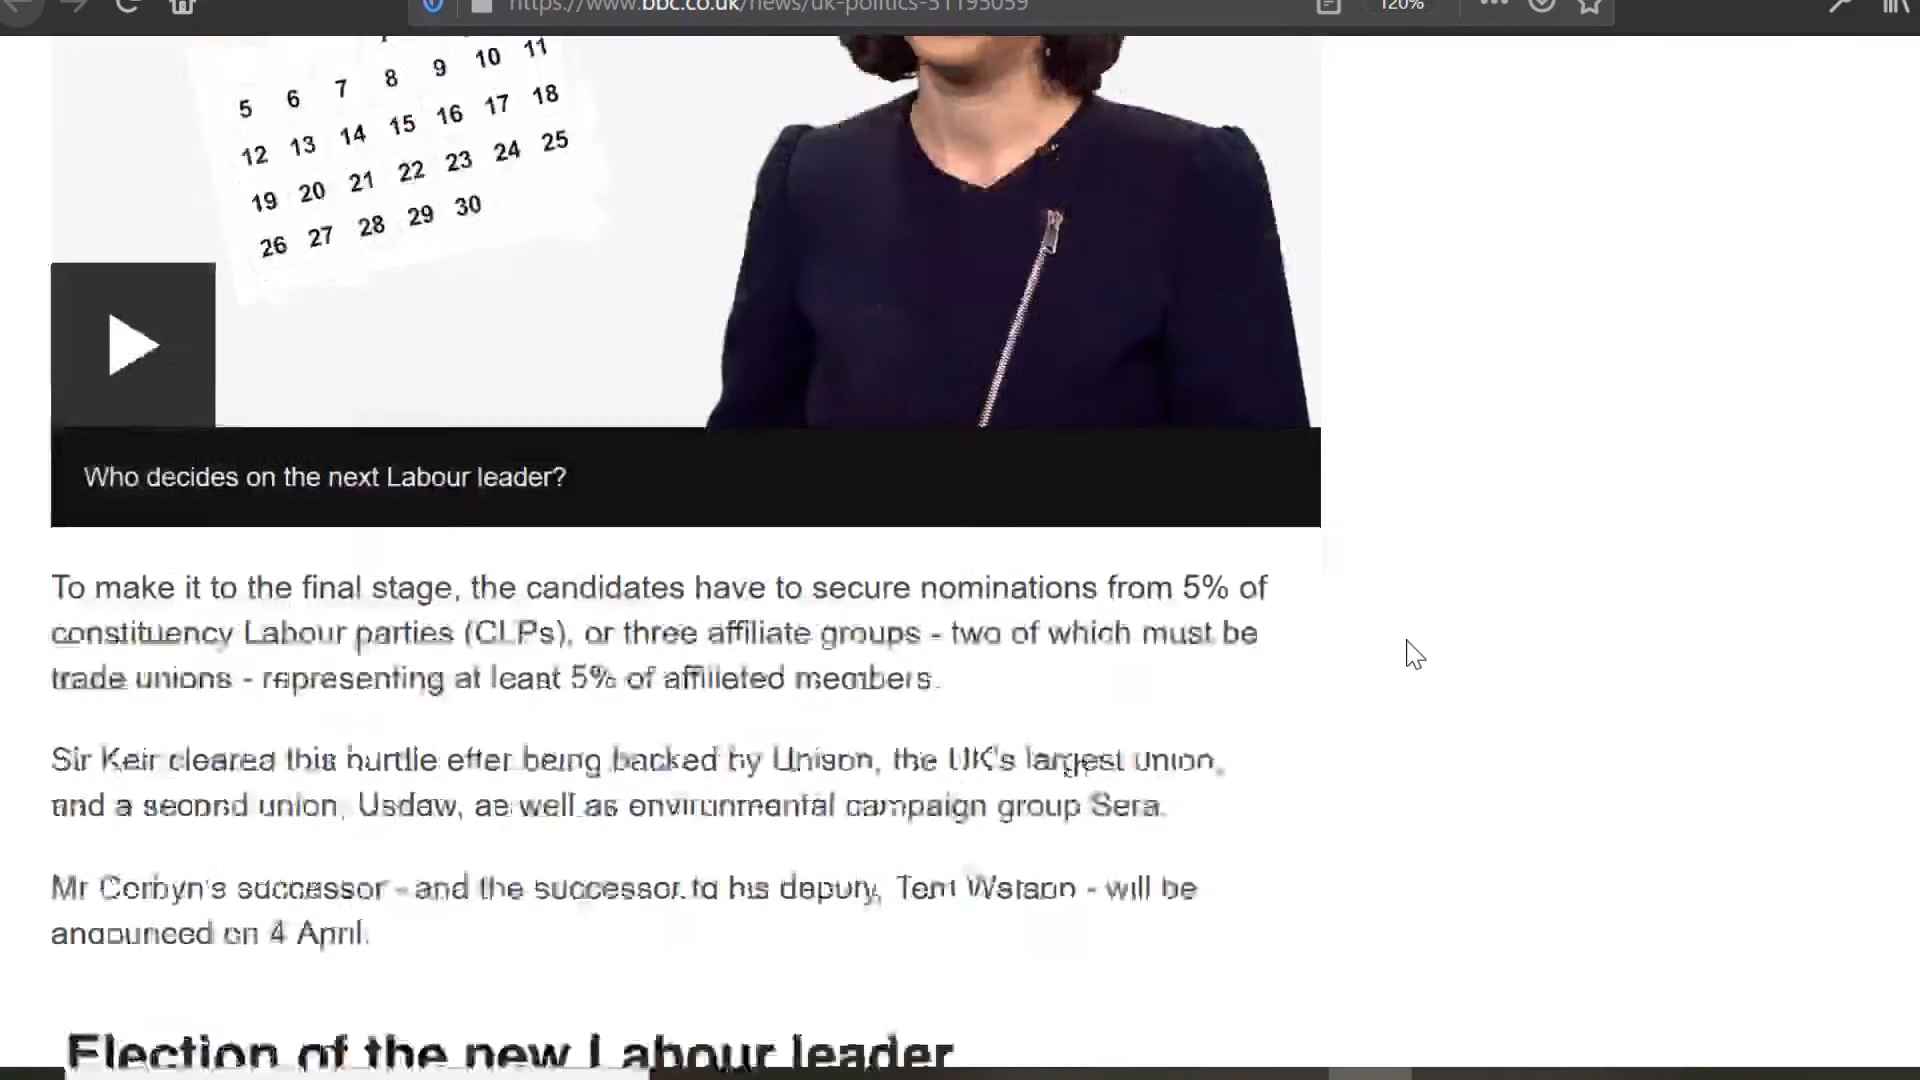 https://www.bbc.co.uk/news/uk-politics-51195059
120%
5 6 7 8 9 10 11
12 13 14 15 16 17 18
19 20 21 22 23 24 25
26 27 28 29 30
Who decides on the next Labour leader?
To make it to the final stage, the candidates have to secure nominations from 5% of
constituency Labour parties (CLPs), or three affiliate groups - two of which must be
trade unions - representing at least 5% of affiliated members.
Sir Keir cleared this hurdle after being backed by Unison, the UK's largest union,
and a second union, Usdaw, as well as environmental campaign group Sera.
Mr Corbyn's successor - and the successor to his deputy, Tom Watson - will be
announced on 4 April.
Election of the new Labour leader